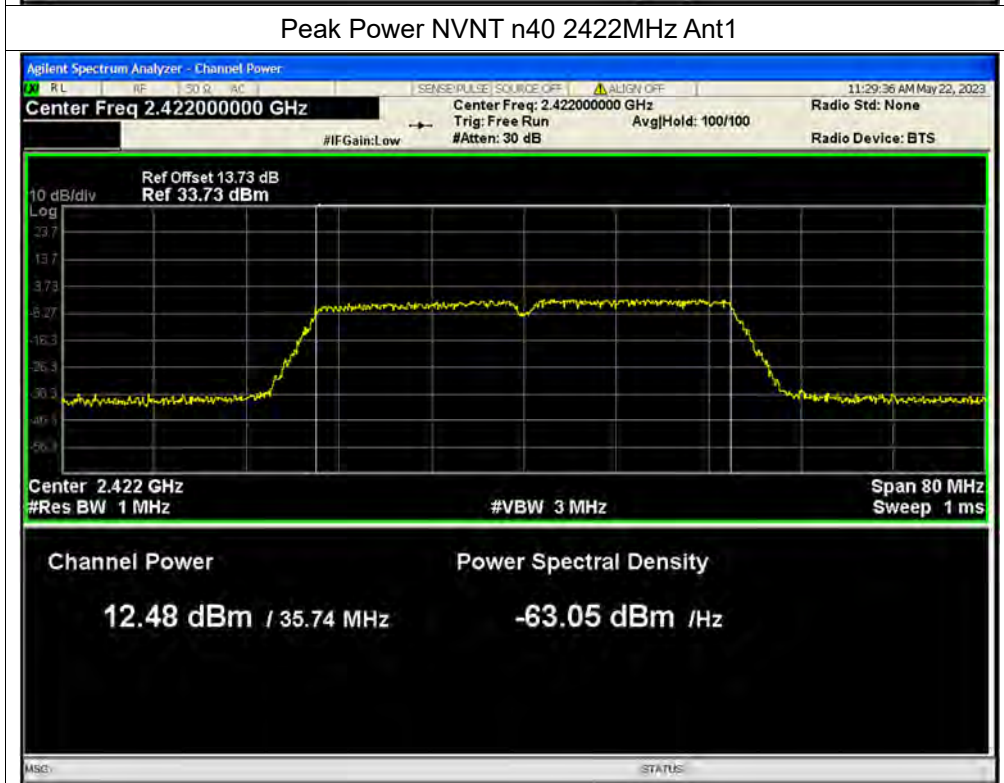 Peak Power NVNT n40 2422MHz Ant1
Agilent Spectrum Analyzer - Channel Power
RL RF 50 Ω AC SENSE:PULSE SOURCE OFF ALIGN OFF 11:29:36 AM May 22, 2023
Center Freq 2.422000000 GHz Center Freq: 2.422000000 GHz Radio Std: None
Trig: Free Run Avg|Hold: 100/100
#IFGain:Low #Atten: 30 dB Radio Device: BTS
Ref Offset 13.73 dB
10 dB/div Ref 33.73 dBm
Log
23.7
13.7
3.73
-6.27
-16.3
-26.3
-36.3
-46.3
-56.3
Center 2.422 GHz Span 80 MHz
#Res BW 1 MHz #VBW 3 MHz Sweep 1 ms
Channel Power Power Spectral Density
12.48 dBm / 35.74 MHz -63.05 dBm /Hz
MSG STATUS